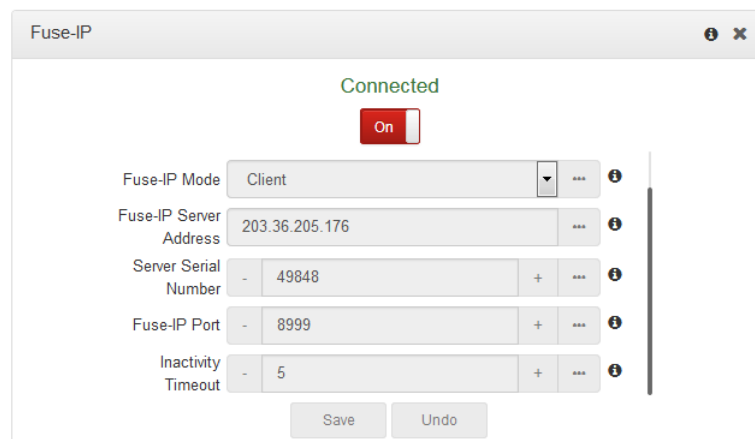 Fuse-IP
Connected
On
Fuse-IP Mode Client
Fuse-IP Server
Address
203.36.205.176
Server Serial
Number
- 49848 +
Fuse-IP Port - 8999 +
Inactivity
Timeout
- 5 +
Save Undo